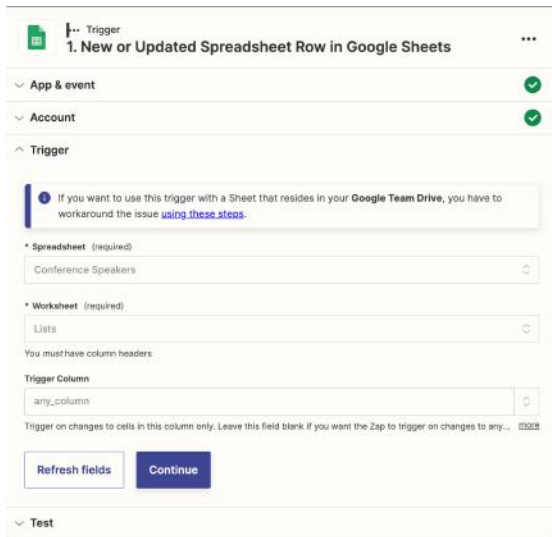 Trigger
1. New or Updated Spreadsheet Row in Google Sheets
App & event
Account
Trigger
If you want to use this trigger with a Sheet that resides in your Google Team Drive, you have to
workaround the issue using these steps.
* Spreadsheet (required)
Conference Speakers
* Worksheet (required)
Lists
You must have column headers
Trigger Column
any_column
Trigger on changes to cells in this column only. Leave this field blank if you want the Zap to trigger on changes to any... more
Refresh fields Continue
Test